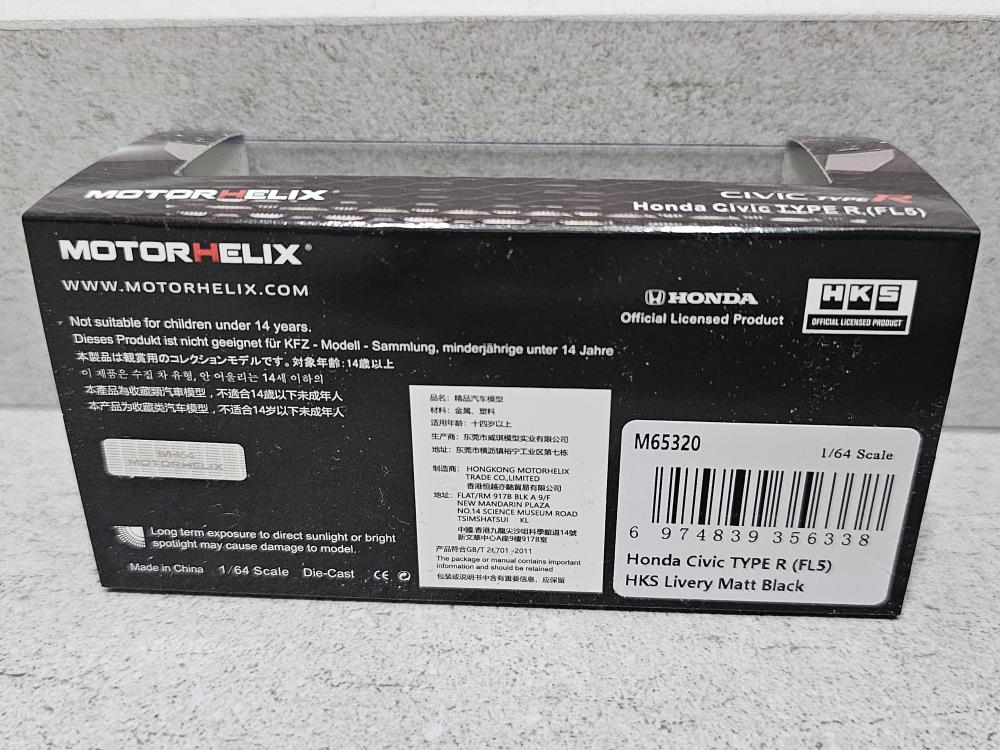 MOTORHELIX®
CIVIC TYPE R
Honda Civic TYPE R (FL5)
MOTORHELIX®
WWW.MOTORHELIX.COM
HONDA
Official Licensed Product
HKS
OFFICIAL LICENSED PRODUCT
Not suitable for children under 14 years.
Dieses Produkt ist nicht geeignet für KFZ - Modell - Sammlung, minderjährige unter 14 Jahre
本製品は観賞用のコレクションモデルです。対象年齢：14歳以上
이 제품은 수집 차 유형, 안 어울리는 14세 이하의
本產品為收藏類汽車模型，不適合14歲以下未成年人
本产品为收藏类汽车模型，不适合14岁以下未成年人
MH64
MOTORHELIX
Long term exposure to direct sunlight or bright
spotlight may cause damage to model.
Made in China 1/64 Scale Die-Cast CE
品名：精品汽车模型
材料：金属、塑料
适用年龄：十四岁以上
生产商：东莞市威琪模型实业有限公司
地址：东莞市横沥镇裕宁工业区第七栋
制造商：HONGKONG MOTORHELIX
TRADE CO.,LIMITED
香港恒越亦馳貿易有限公司
地址：FLAT/RM 917B BLK A 9/F
NEW MANDARIN PLAZA
NO.14 SCIENCE MUSEUM ROAD
TSIMSHATSUI KL
中國香港九龍尖沙咀科學館道14號
新文華中心A座9樓9178室
产品符合GB/T 26701-2011
The package or manual contains important
information and should be retained
包装或说明书中含有重要信息，应保留
M65320
1/64 Scale
6 974839 356338
Honda Civic TYPE R (FL5)
HKS Livery Matt Black